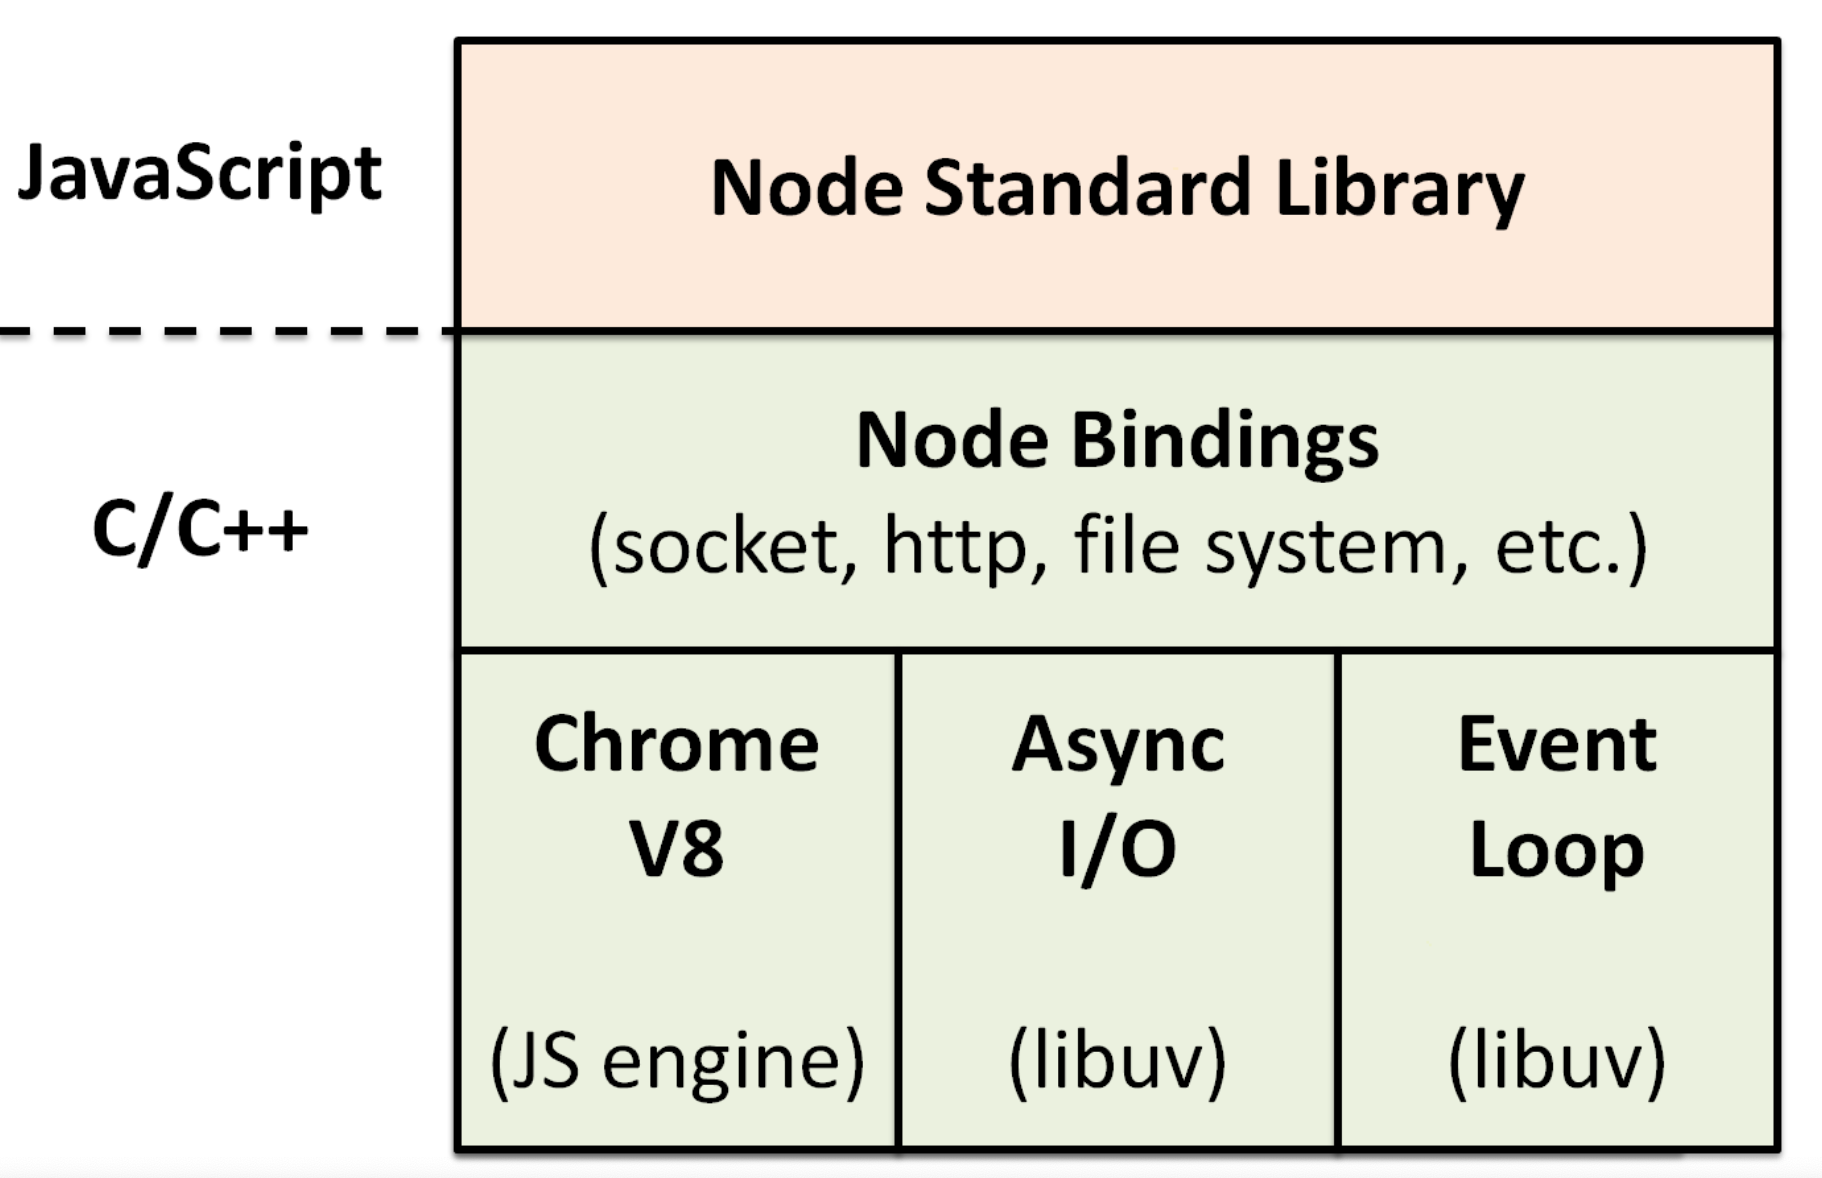 JavaScript
Node Standard Library
C/C++
Node Bindings
(socket, http, file system, etc.)
Chrome
V8
(JS engine)
Async
I/O
(libuv)
Event
Loop
(libuv)